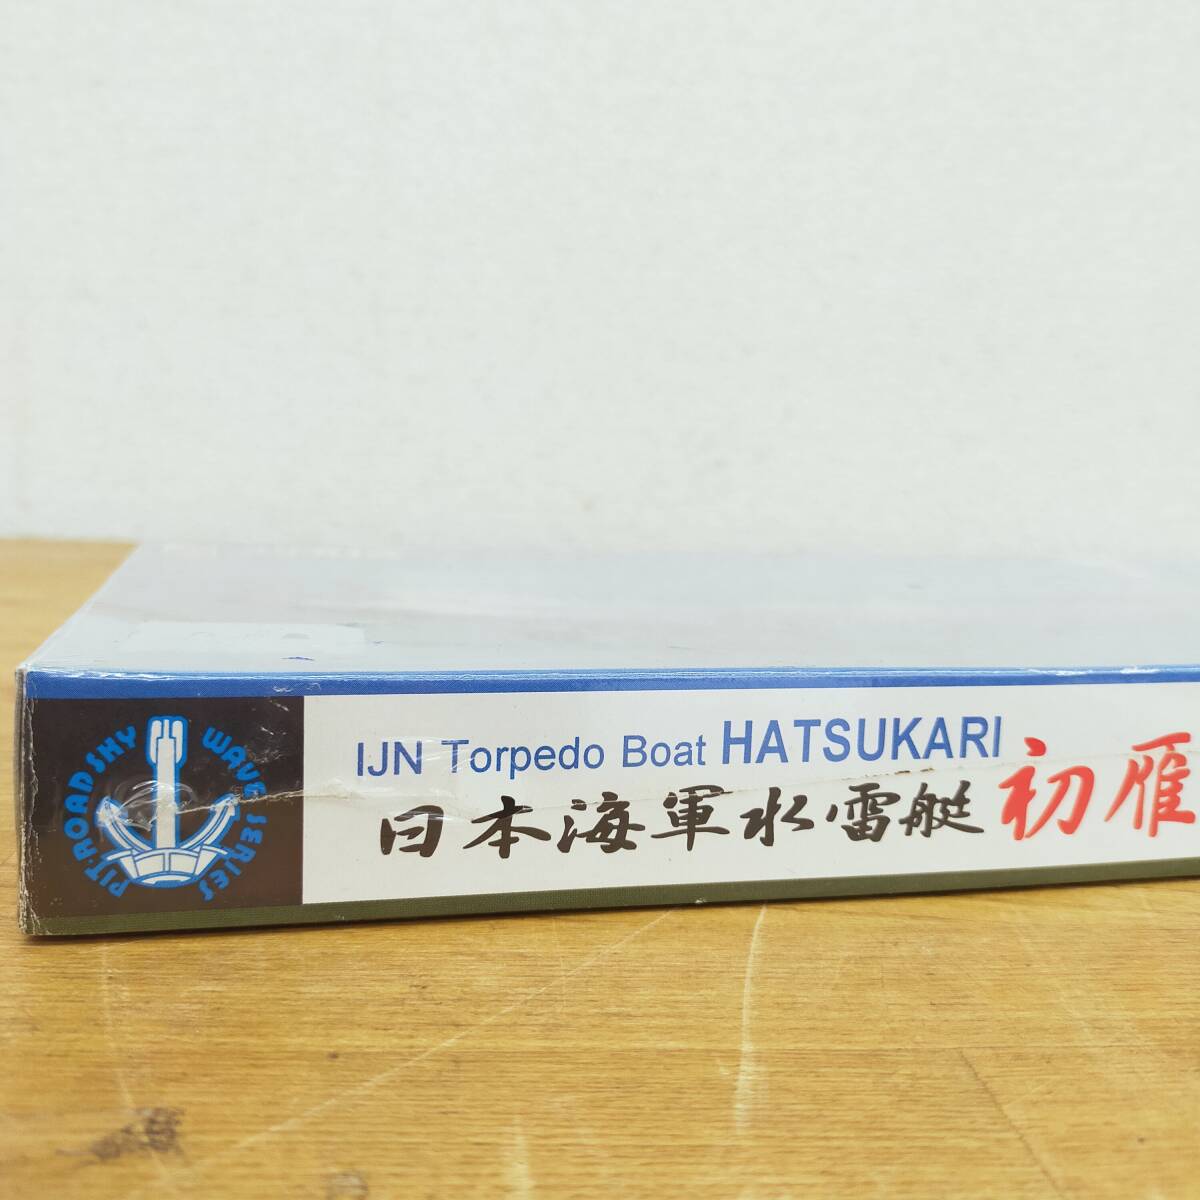 PIT-ROAD SKY WAVE SERIES
IJN Torpedo Boat HATSUKARI
日本海軍水雷艇 初雁